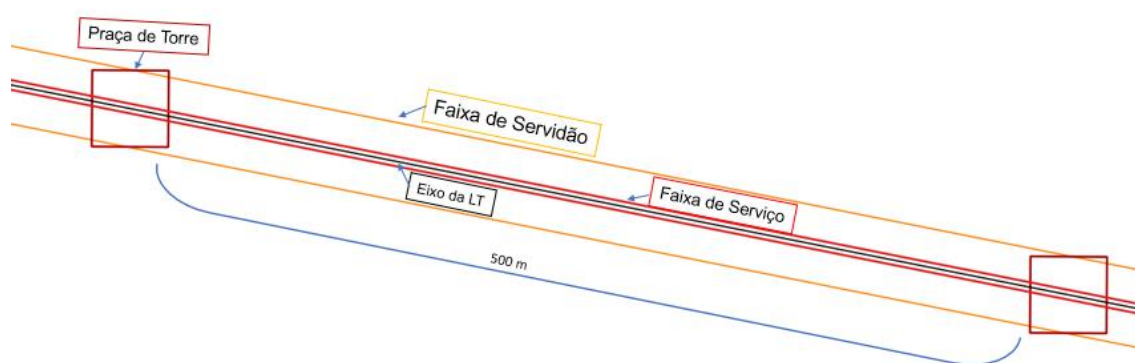 Praça de Torre
Faixa de Servidão
Eixo da LT
Faixa de Serviço
500 m